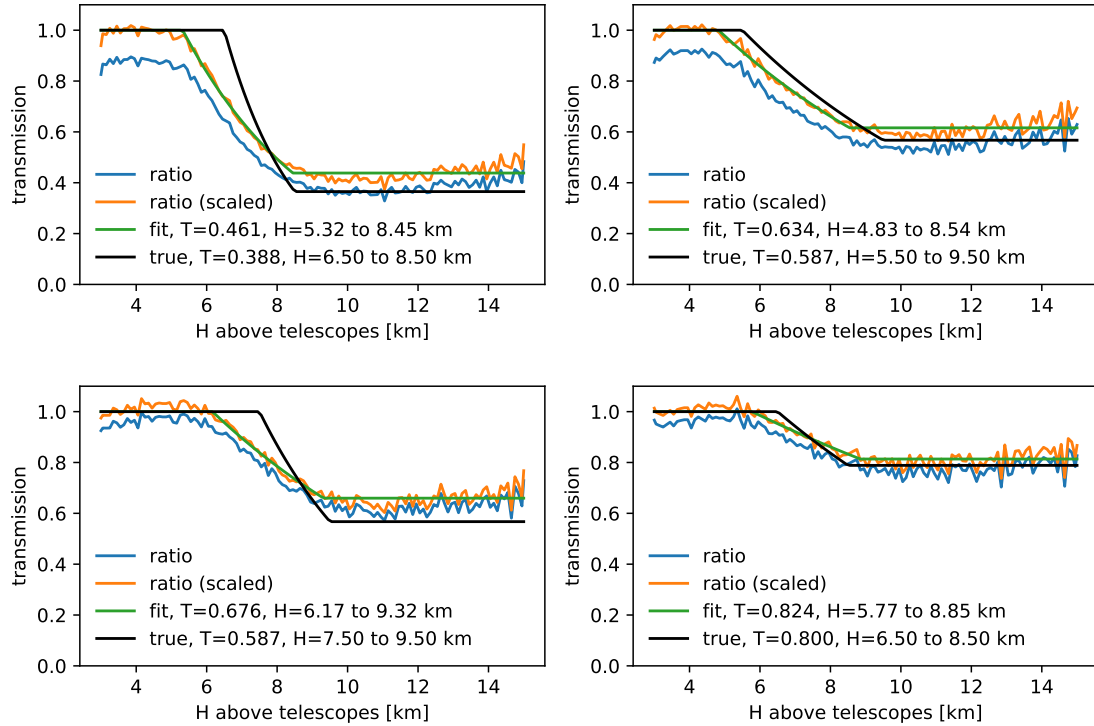 1.0
0.8
0.6
0.4
0.2
0.0
transmission
ratio
ratio (scaled)
fit, T=0.461, H=5.32 to 8.45 km
true, T=0.388, H=6.50 to 8.50 km
4 6 8 10 12 14
H above telescopes [km]
1.0
0.8
0.6
0.4
0.2
0.0
transmission
ratio
ratio (scaled)
fit, T=0.634, H=4.83 to 8.54 km
true, T=0.587, H=5.50 to 9.50 km
4 6 8 10 12 14
H above telescopes [km]
1.0
0.8
0.6
0.4
0.2
0.0
transmission
ratio
ratio (scaled)
fit, T=0.676, H=6.17 to 9.32 km
true, T=0.587, H=7.50 to 9.50 km
4 6 8 10 12 14
H above telescopes [km]
1.0
0.8
0.6
0.4
0.2
0.0
transmission
ratio
ratio (scaled)
fit, T=0.824, H=5.77 to 8.85 km
true, T=0.800, H=6.50 to 8.50 km
4 6 8 10 12 14
H above telescopes [km]